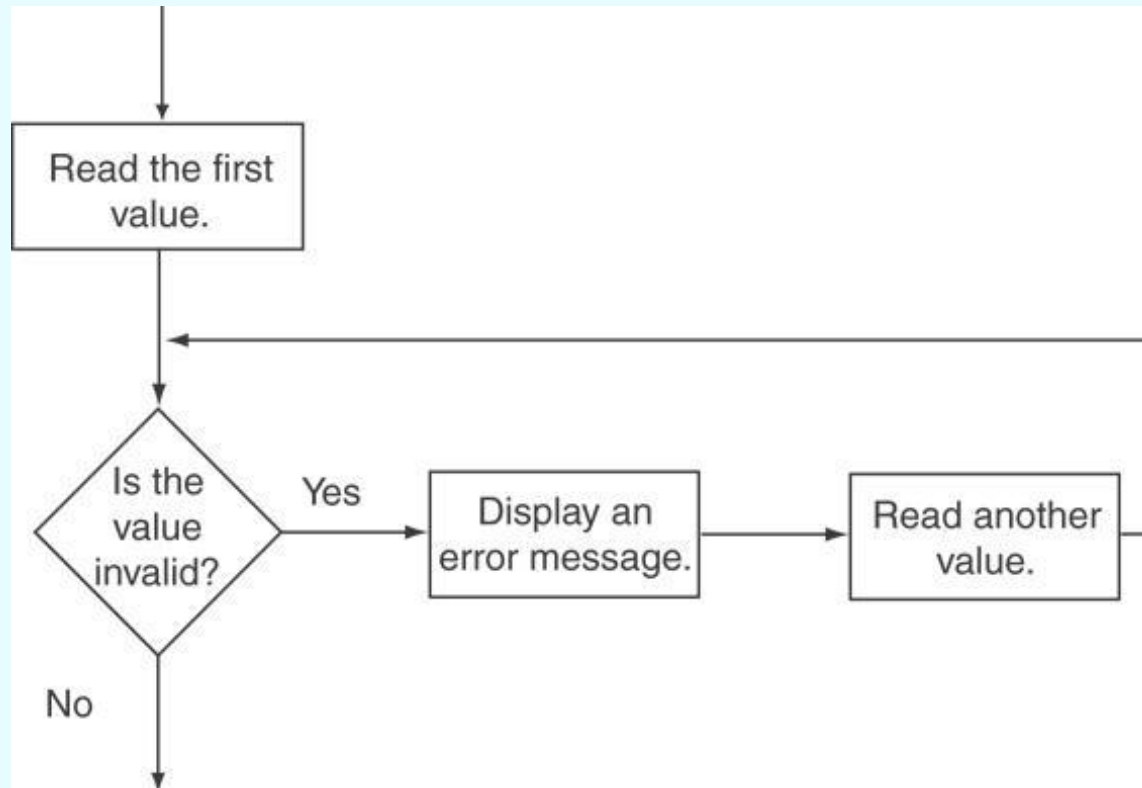 Read the first
value.
Is the
value
invalid?
Yes
Display an
error message.
Read another
value.
No